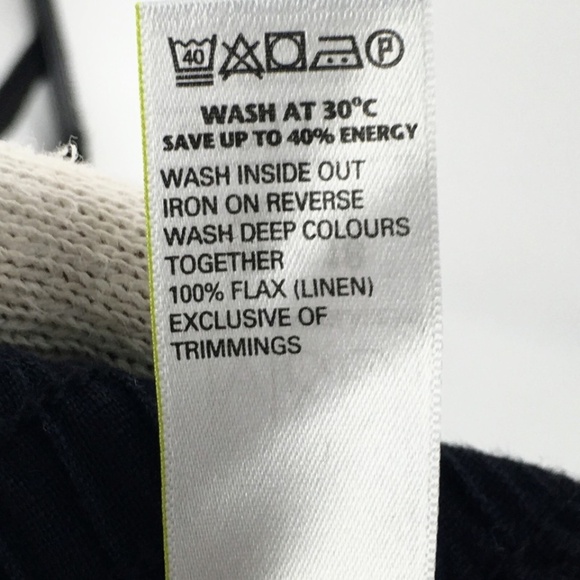 40 P
WASH AT 30°C
SAVE UP TO 40% ENERGY
WASH INSIDE OUT
IRON ON REVERSE
WASH DEEP COLOURS
TOGETHER
100% FLAX (LINEN)
EXCLUSIVE OF
TRIMMINGS